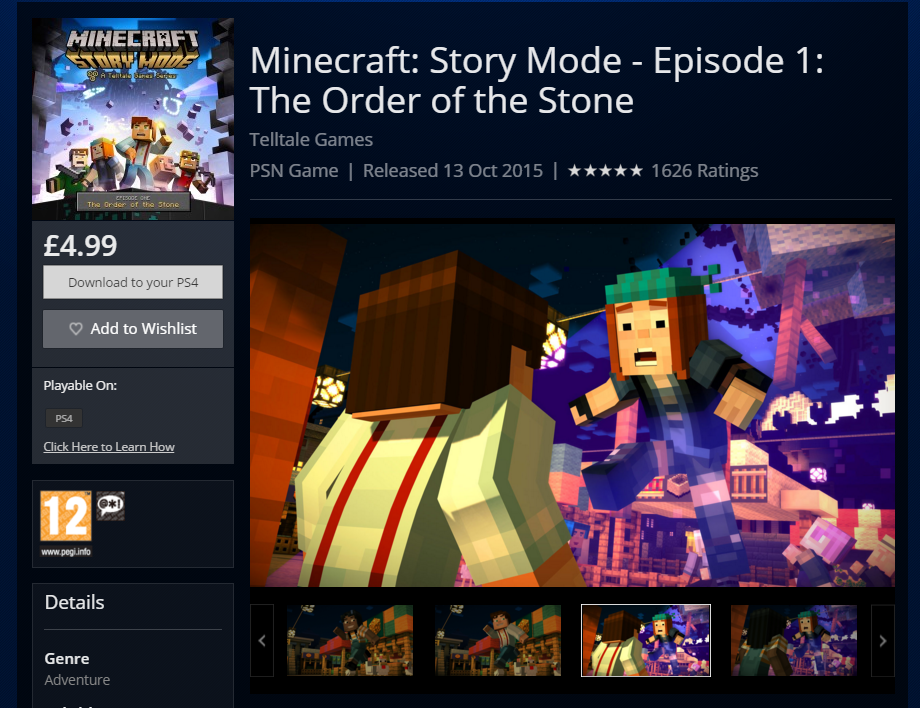 MINECRAFT
STORY MODE
A Telltale Games Series
EPISODE ONE
The Order of the Stone
Minecraft: Story Mode - Episode 1:
The Order of the Stone
Telltale Games
PSN Game | Released 13 Oct 2015 | ★★★★★ 1626 Ratings
£4.99
Download to your PS4
♡ Add to Wishlist
Playable On:
PS4
Click Here to Learn How
12
@*!
www.pegi.info
Details
Genre
Adventure